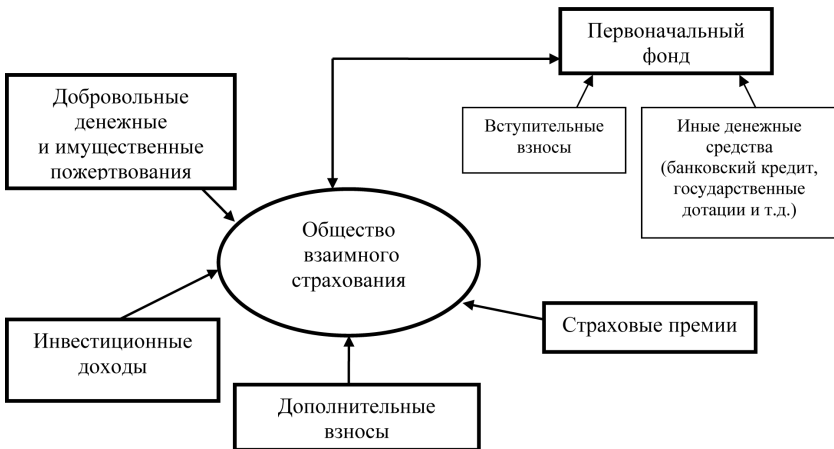 Первоначальный
фонд
Добровольные
денежные
и имущественные
пожертвования
Вступительные
взносы
Иные денежные
средства
(банковский кредит,
государственные
дотации и т.д.)
Общество
взаимного
страхования
Страховые премии
Инвестиционные
доходы
Дополнительные
взносы